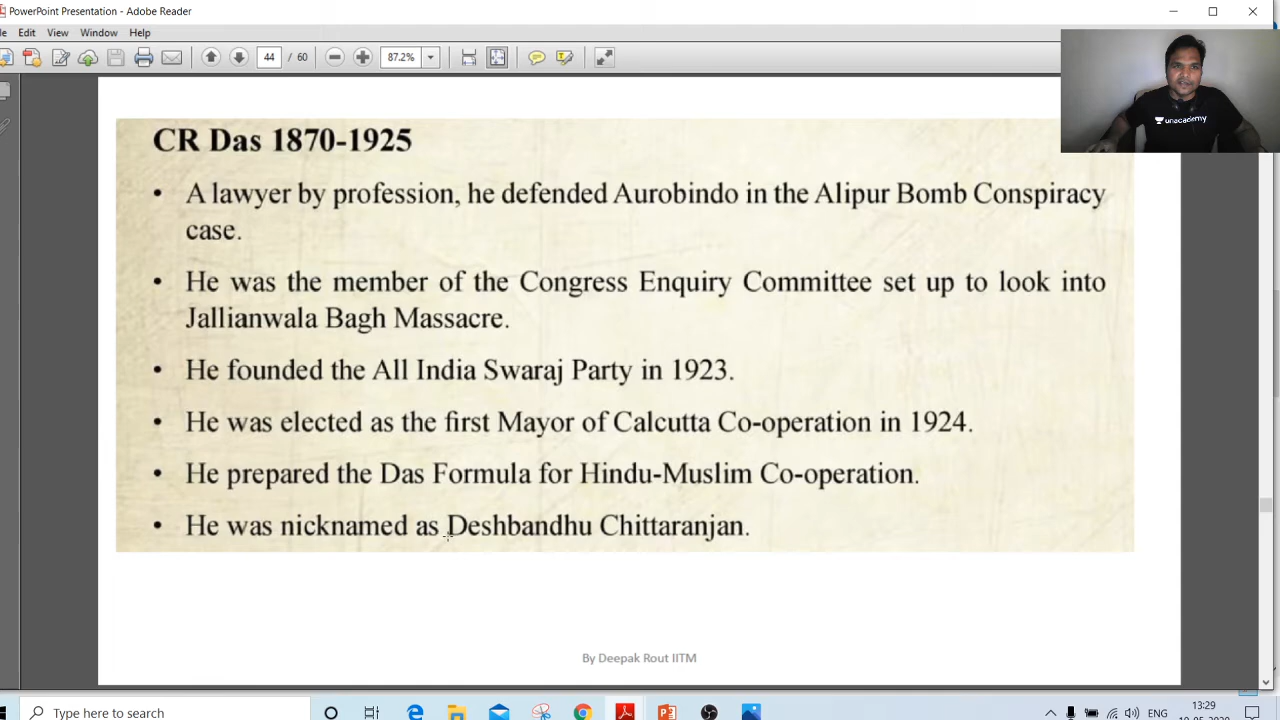 PowerPoint Presentation - Adobe Reader
Edit View Window Help
44 / 60 87.2%
unacademy
CR Das 1870-1925
• A lawyer by profession, he defended Aurobindo in the Alipur Bomb Conspiracy
case.
• He was the member of the Congress Enquiry Committee set up to look into
Jallianwala Bagh Massacre.
• He founded the All India Swaraj Party in 1923.
• He was elected as the first Mayor of Calcutta Co-operation in 1924.
• He prepared the Das Formula for Hindu-Muslim Co-operation.
• He was nicknamed as Deshbandhu Chittaranjan.
By Deepak Rout IITM
Type here to search
ENG
13:29